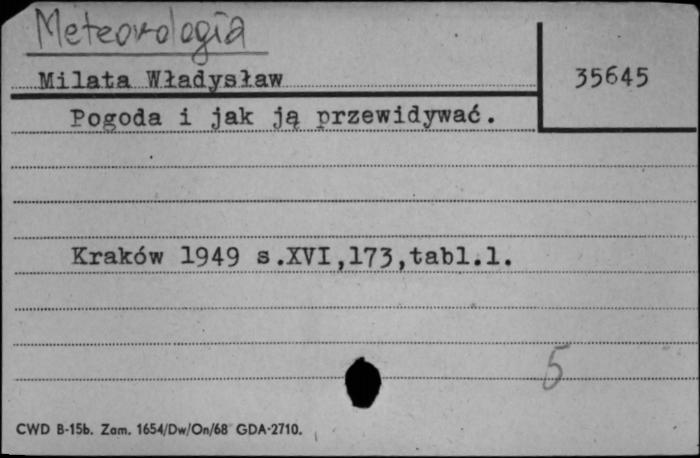 Meteorologia
Milata Władysław
35645
Pogoda i jak ją przewidywać.
Kraków 1949 s.XVI,173,tabl.1.
5
CWD B-15b. Zam. 1654/Dw/On/68 GDA-2710.